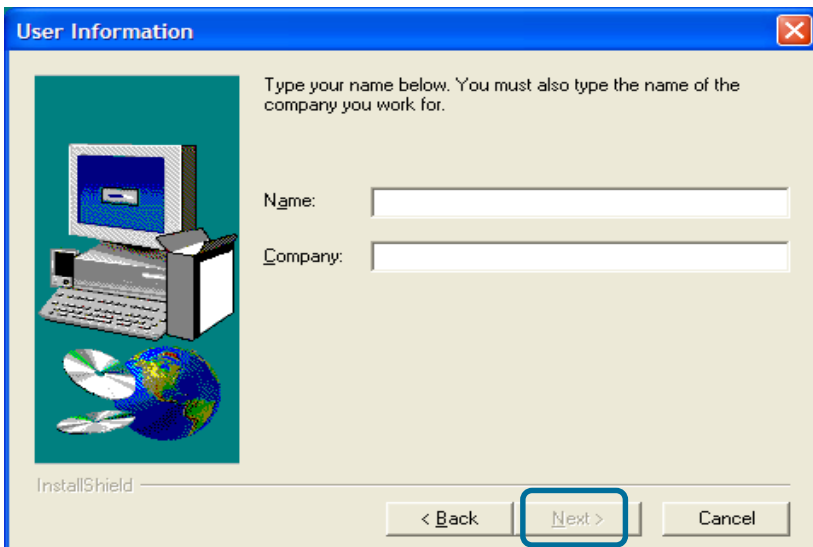 User Information
Type your name below. You must also type the name of the
company you work for.
Name:
Company:
InstallShield
< Back
Next >
Cancel